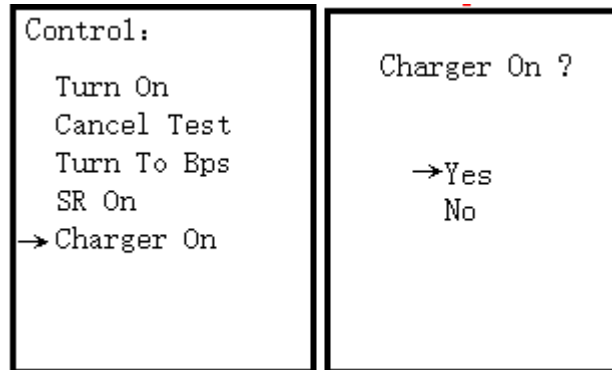 Control:
Turn On
Cancel Test
Turn To Bps
SR On
→Charger On
Charger On ?
→Yes
No